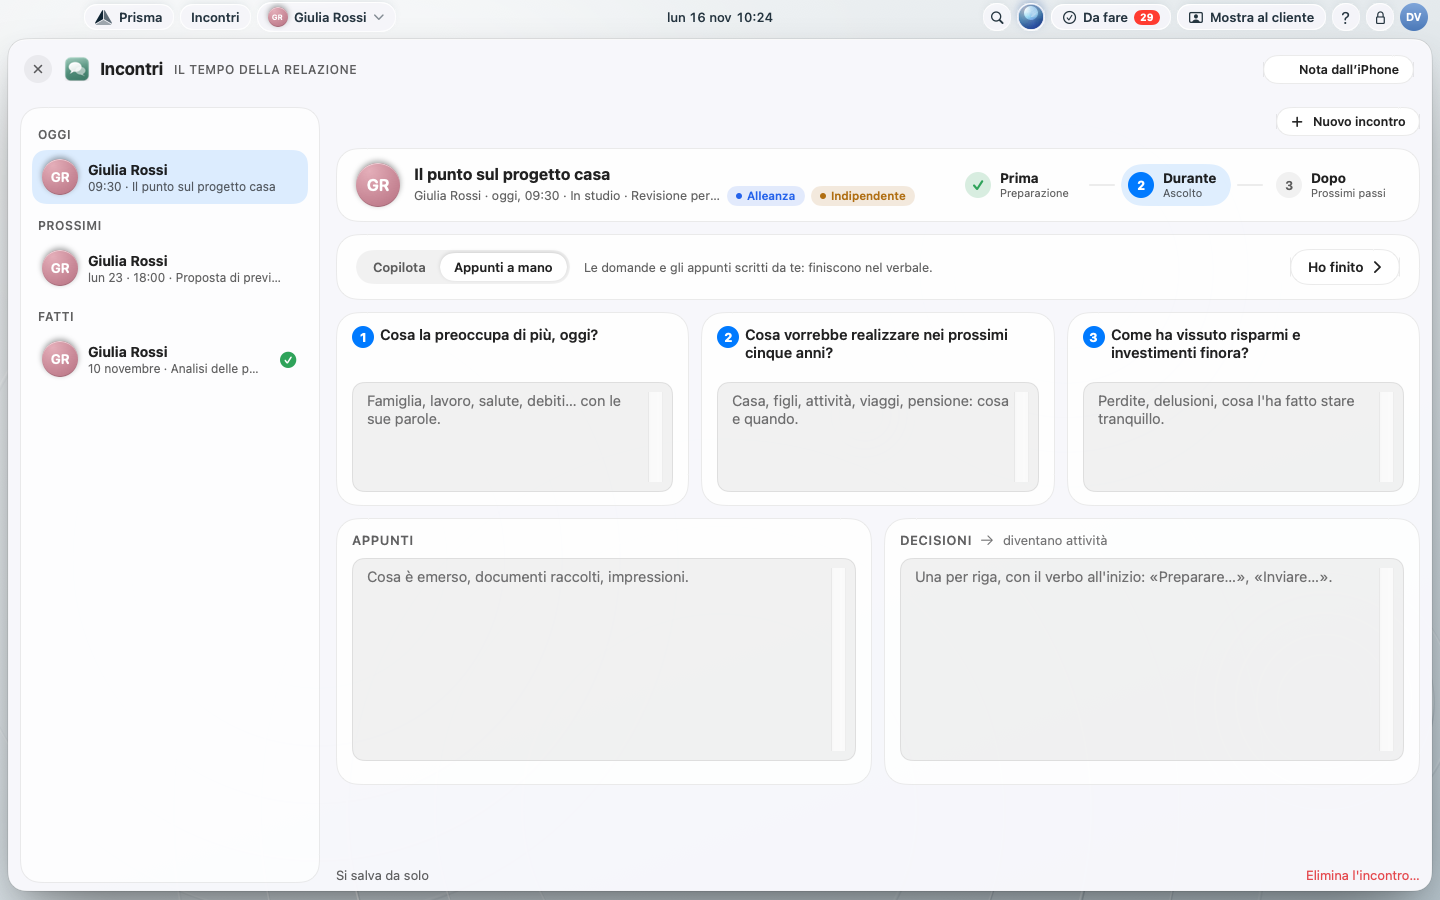 Prisma
Incontri
GR Giulia Rossi
lun 16 nov 10:24
Da fare 29
Mostra al cliente
?
DV
Incontri IL TEMPO DELLA RELAZIONE
Nota dall'iPhone
+ Nuovo incontro
OGGI
GR
Giulia Rossi
09:30 · Il punto sul progetto casa
PROSSIMI
GR
Giulia Rossi
lun 23 · 18:00 · Proposta di previ...
FATTI
GR
Giulia Rossi
10 novembre · Analisi delle p...
GR
Il punto sul progetto casa
Giulia Rossi · oggi, 09:30 · In studio · Revisione per... Alleanza Indipendente
Prima
Preparazione
2 Durante
Ascolto
3 Dopo
Prossimi passi
Copilota
Appunti a mano
Le domande e gli appunti scritti da te: finiscono nel verbale.
Ho finito
1 Cosa la preoccupa di più, oggi?
Famiglia, lavoro, salute, debiti... con le
sue parole.
2 Cosa vorrebbe realizzare nei prossimi
cinque anni?
Casa, figli, attività, viaggi, pensione: cosa
e quando.
3 Come ha vissuto risparmi e
investimenti finora?
Perdite, delusioni, cosa l'ha fatto stare
tranquillo.
APPUNTI
Cosa è emerso, documenti raccolti, impressioni.
DECISIONI → diventano attività
Una per riga, con il verbo all'inizio: «Preparare...», «Inviare...».
Si salva da solo
Elimina l'incontro...